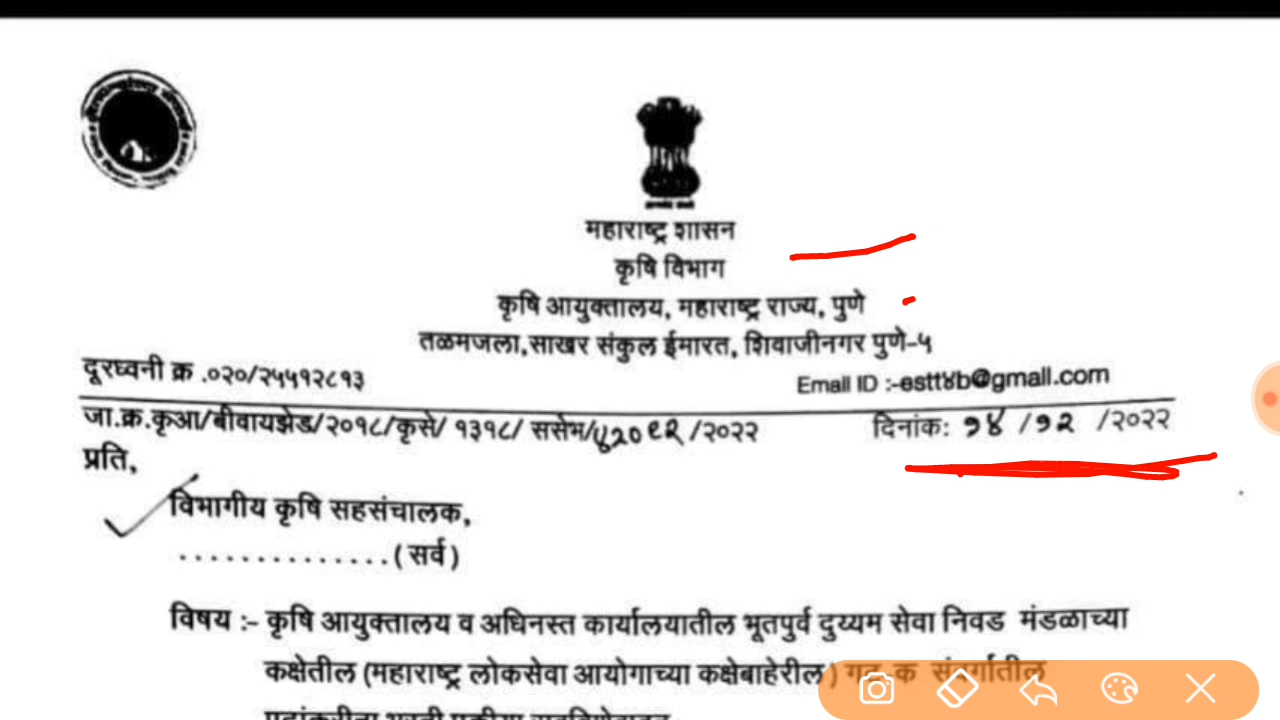 महाराष्ट्र शासन
कृषि विभाग
कृषि आयुक्तालय, महाराष्ट्र राज्य, पुणे
तळमजला,साखर संकुल ईमारत, शिवाजीनगर पुणे-५
दूरध्वनी क्र .०२०/२५५१२८१३
Email ID :-estt४b@gmail.com
जा.क्र.कृआ/बीवायझेड/२०१८/कृसे/ १३१८/ ससेभ/ /२०२२
दिनांक: १४ /१२ /२०२२
प्रति,
विभागीय कृषि सहसंचालक,
..............(सर्व)
विषय :- कृषि आयुक्तालय व अधिनस्त कार्यालयातील भूतपुर्व दुय्यम सेवा निवड मंडळाच्या
कक्षेतील (महाराष्ट्र लोकसेवा आयोगाच्या कक्षेबाहेरील) गट क संवर्गातील